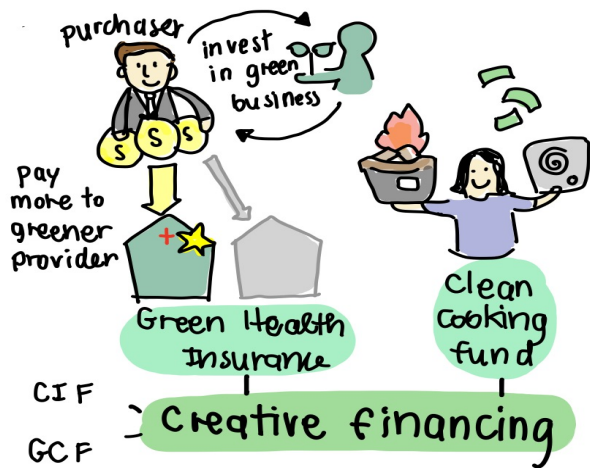 purchaser
invest
in green
business
S S S
pay
more to
greener
provider
Green Health
Insurance
Clean
Cooking
fund
CIF
GCF
Creative financing